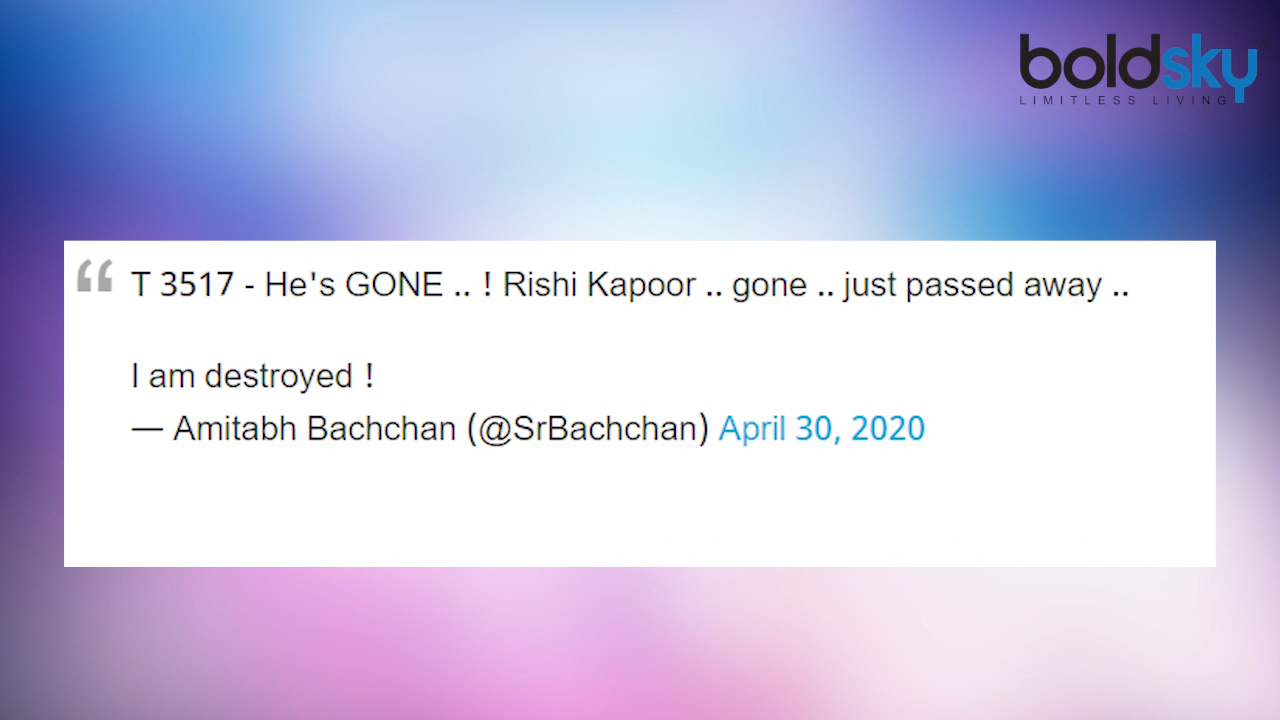 boldsky
LIMITLESS LIVING
“ T 3517 - He's GONE .. ! Rishi Kapoor .. gone .. just passed away ..
I am destroyed !
— Amitabh Bachchan (@SrBachchan) April 30, 2020